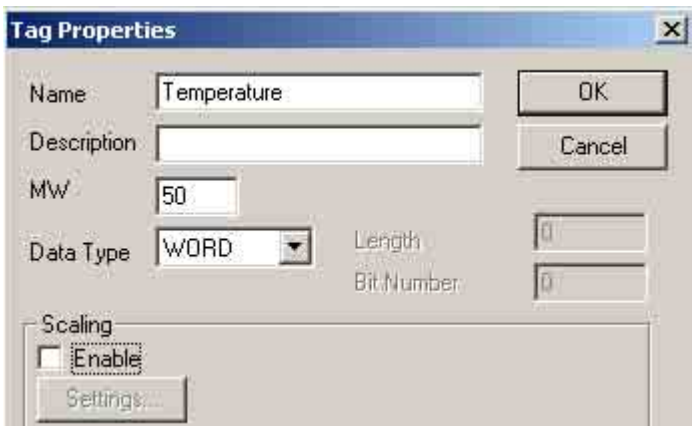 Tag Properties
Name Temperature OK
Description Cancel
MW 50
Data Type WORD Length 0
Bit Number 0
Scaling
Enable
Settings...